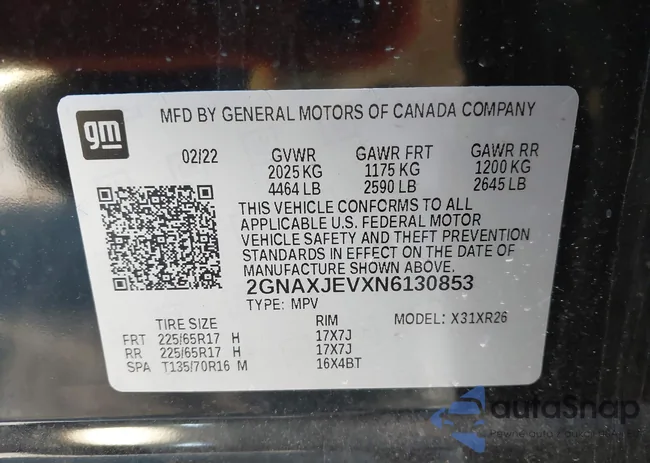 gm
MFD BY GENERAL MOTORS OF CANADA COMPANY
02/22 GVWR GAWR FRT GAWR RR
2025 KG 1175 KG 1200 KG
4464 LB 2590 LB 2645 LB
THIS VEHICLE CONFORMS TO ALL
APPLICABLE U.S. FEDERAL MOTOR
VEHICLE SAFETY AND THEFT PREVENTION
STANDARDS IN EFFECT ON THE DATE OF
MANUFACTURE SHOWN ABOVE.
2GNAXJEVXN6130853
TYPE: MPV
TIRE SIZE RIM MODEL: X31XR26
FRT 225/65R17 H 17X7J
RR 225/65R17 H 17X7J
SPA T135/70R16 M 16X4BT
autaSnap